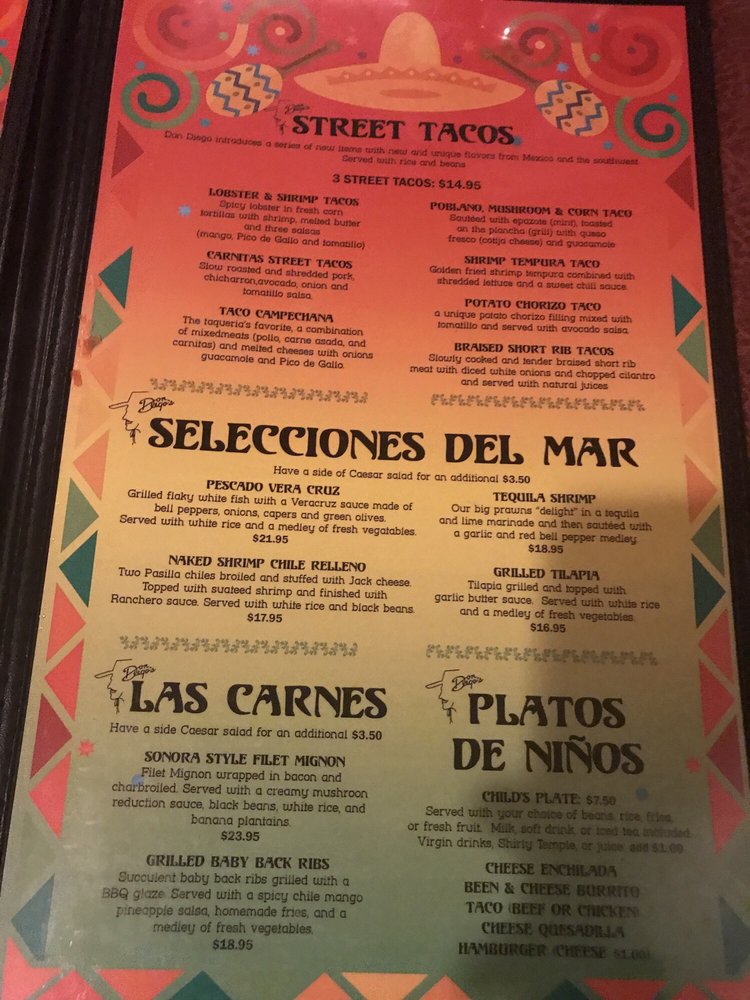 Don Diego's
STREET TACOS
Don Diego introduces a series of new items with new and unique flavors from Mexico and the southwest
Served with rice and beans
3 STREET TACOS: $14.95
LOBSTER & SHRIMP TACOS
Spicy lobster in fresh corn
tortillas with shrimp, melted butter
and three salsas
(mango, Pico de Gallo and tomatillo)
CARNITAS STREET TACOS
Slow roasted and shredded pork,
chicharron,avocado, onion and
tomatillo salsa.
TACO CAMPECHANA
The taqueria's favorite, a combination
of mixedmeats (pollo, carne asada, and
carnitas) and melted cheeses with onions
guacamole and Pico de Gallo.
POBLANO, MUSHROOM & CORN TACO
Sautéed with epazote (mint), toasted
on the plancha (grill) with queso
fresco (cotija cheese) and guacamole
SHRIMP TEMPURA TACO
Golden fried shrimp tempura combined with
shredded lettuce and a sweet chili sauce.
POTATO CHORIZO TACO
a unique potato chorizo filling mixed with
tomatillo and served with avocado salsa
BRAISED SHORT RIB TACOS
Slowly cooked and tender braised short rib
meat with diced white onions and chopped cilantro
and served with natural juices
Don Diego's
SELECCIONES DEL MAR
Have a side of Caesar salad for an additional $3.50
PESCADO VERA CRUZ
Grilled flaky white fish with a Veracruz sauce made of
bell peppers, onions, capers and green olives.
Served with white rice and a medley of fresh vegatables.
$21.95
NAKED SHRIMP CHILE RELLENO
Two Pasilla chiles broiled and stuffed with Jack cheese.
Topped with suateed shrimp and finished with
Ranchero sauce. Served with white rice and black beans.
$17.95
TEQUILA SHRIMP
Our big prawns "delight" in a tequila
and lime marinade and then sautéed with
a garlic and red bell pepper medley.
$18.95
GRILLED TILAPIA
Tilapia grilled and topped with
garlic butter sauce. Served with white rice
and a medley of fresh vegetables.
$16.95
Don Diego's
LAS CARNES
Have a side Caesar salad for an additional $3.50
SONORA STYLE FILET MIGNON
Filet Mignon wrapped in bacon and
charbroiled. Served with a creamy mushroon
reduction sauce, black beans, white rice, and
banana plantains.
$23.95
GRILLED BABY BACK RIBS
Succulent baby back ribs grilled with a
BBQ glaze. Served with a spicy chile mango
pineapple salsa, homemade fries, and a
medley of fresh vegetables.
$18.95
Don Diego's
PLATOS
DE NIÑOS
CHILD'S PLATE: $7.50
Served with your choice of beans, rice, fries,
or fresh fruit. Milk, soft drink, or iced tea included.
Virgin drinks, Shirly Temple, or juice, add $1.00
CHEESE ENCHILADA
BEEN & CHEESE BURRITO
TACO (BEEF OR CHICKEN)
CHEESE QUESADILLA
HAMBURGER (CHEESE $1.00)